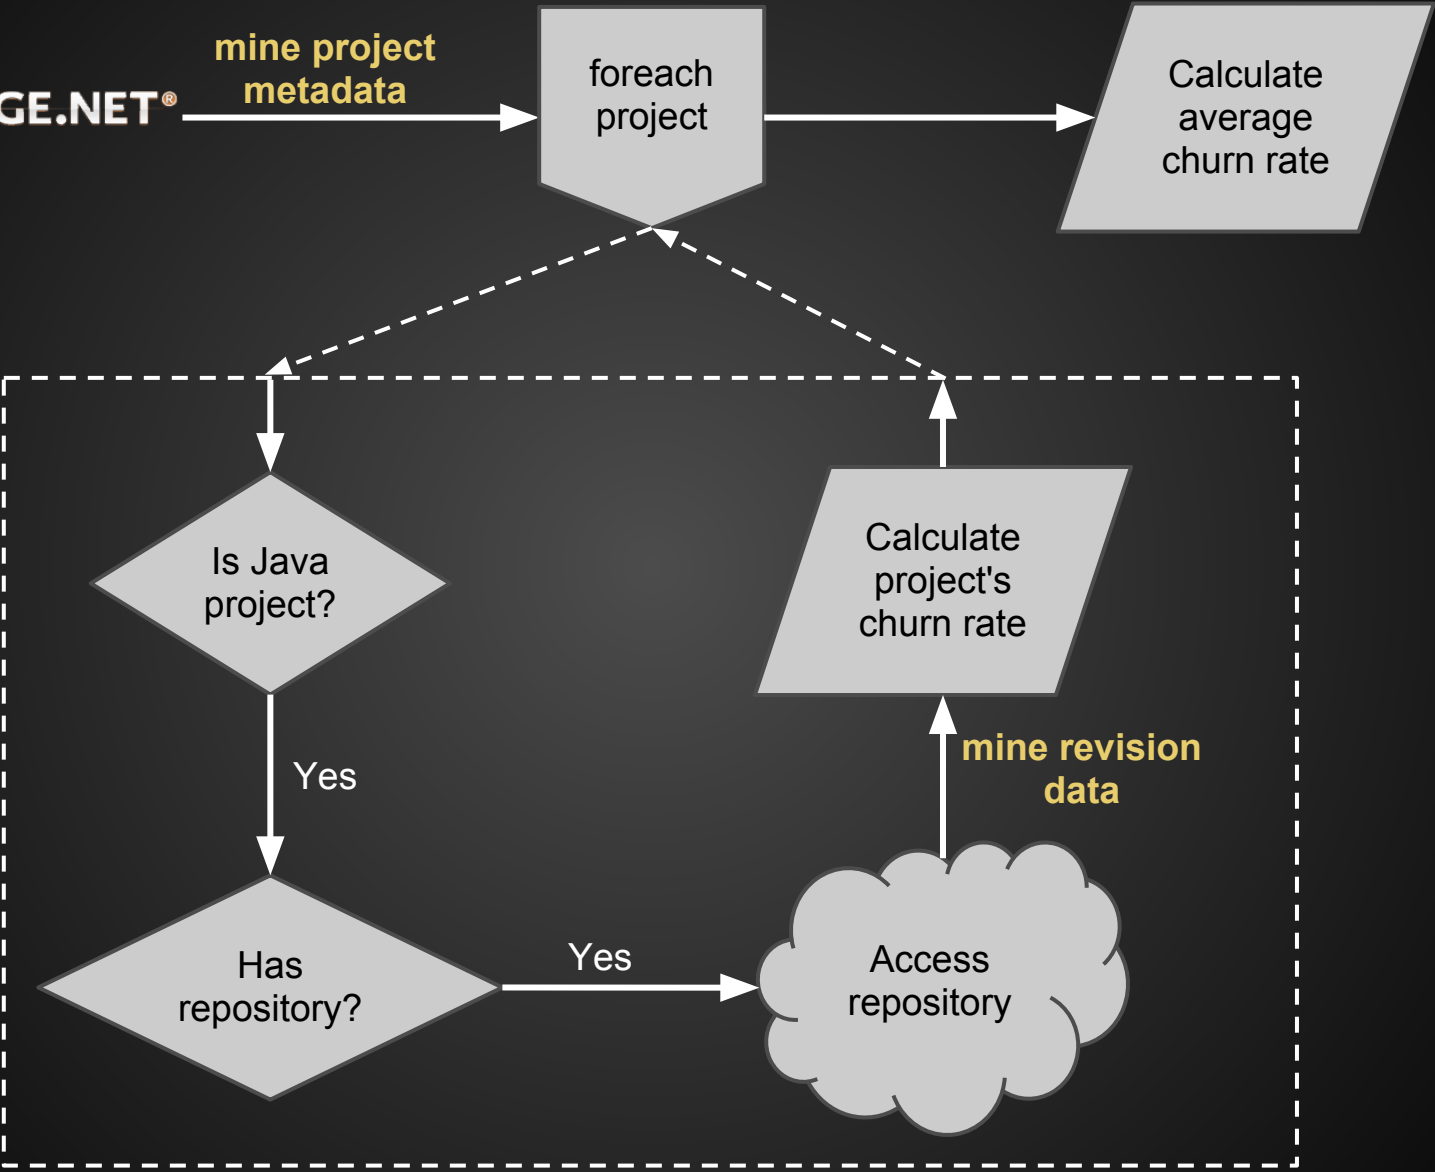 mine project
metadata
GE.NET®
foreach
project
Calculate
average
churn rate
Is Java
project?
Calculate
project's
churn rate
Yes
mine revision
data
Has
repository?
Yes
Access
repository